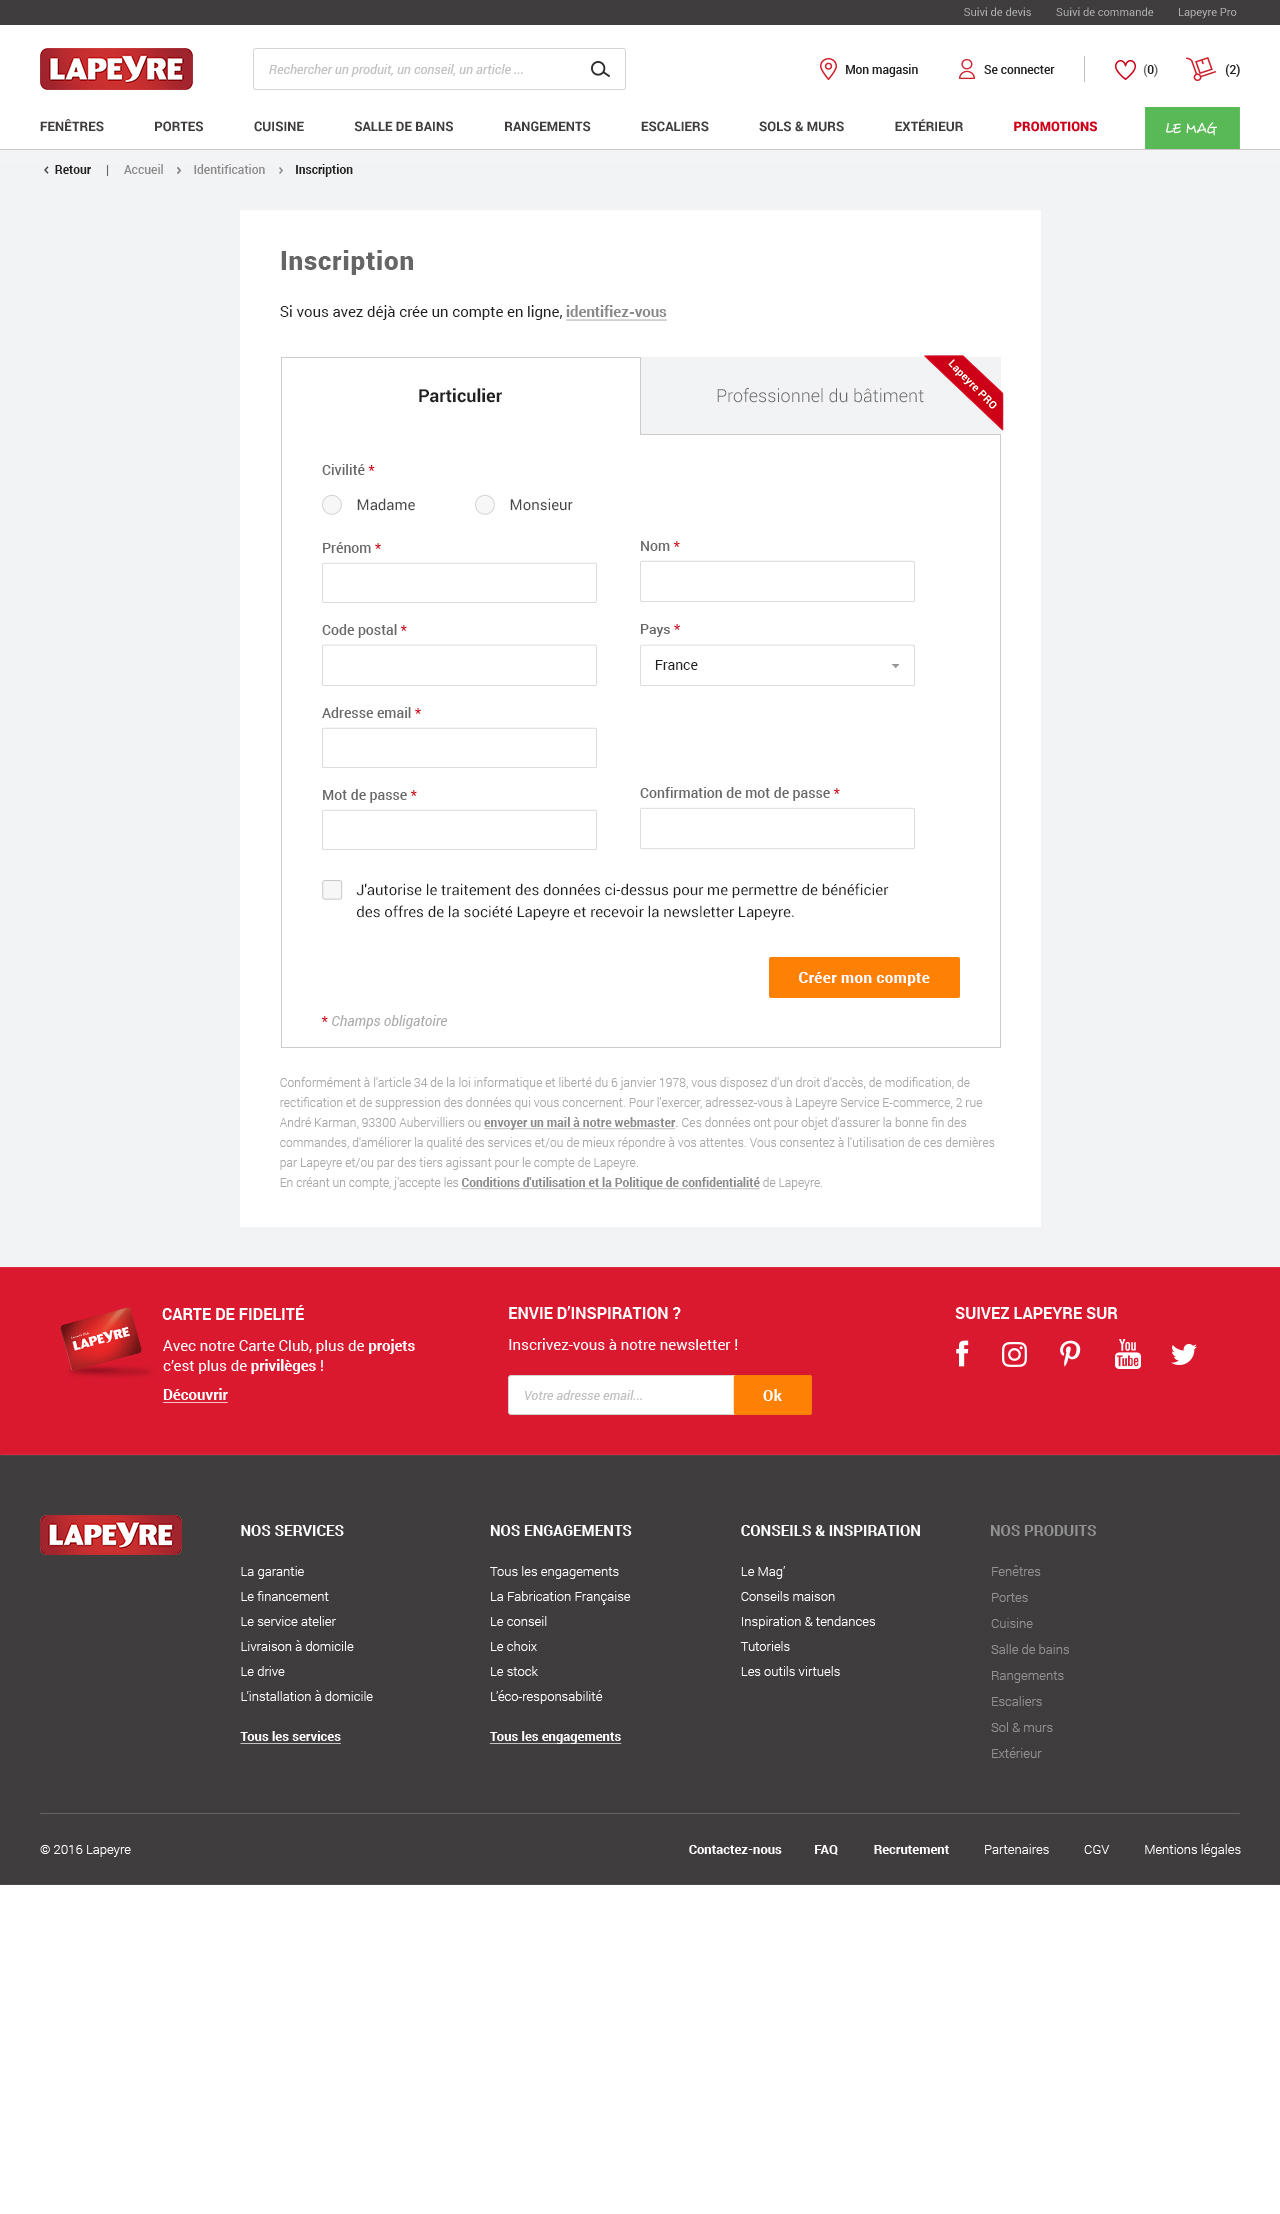 Suivi de devis Suivi de commande Lapeyre Pro
LAPEYRE Rechercher un produit, un conseil, un article ... Mon magasin Se connecter (0) (2)
FENÊTRES PORTES CUISINE SALLE DE BAINS RANGEMENTS ESCALIERS SOLS & MURS EXTÉRIEUR PROMOTIONS LE MAG
Retour | Accueil > Identification > Inscription
Inscription
Si vous avez déjà crée un compte en ligne, identifiez-vous
Particulier Professionnel du bâtiment Lapeyre PRO
Civilité *
Madame Monsieur
Prénom * Nom *
Code postal * Pays *
France
Adresse email *
Mot de passe * Confirmation de mot de passe *
J'autorise le traitement des données ci-dessus pour me permettre de bénéficier
des offres de la société Lapeyre et recevoir la newsletter Lapeyre.
Créer mon compte
* Champs obligatoire
Conformément à l'article 34 de la loi informatique et liberté du 6 janvier 1978, vous disposez d'un droit d'accès, de modification, de
rectification et de suppression des données qui vous concernent. Pour l'exercer, adressez-vous à Lapeyre Service E-commerce, 2 rue
André Karman, 93300 Aubervilliers ou envoyer un mail à notre webmaster. Ces données ont pour objet d'assurer la bonne fin des
commandes, d'améliorer la qualité des services et/ou de mieux répondre à vos attentes. Vous consentez à l'utilisation de ces dernières
par Lapeyre et/ou par des tiers agissant pour le compte de Lapeyre.
En créant un compte, j'accepte les Conditions d'utilisation et la Politique de confidentialité de Lapeyre.
CARTE DE FIDELITÉ
LAPEYRE
Avec notre Carte Club, plus de projets
c'est plus de privilèges !
Découvrir
ENVIE D'INSPIRATION ?
Inscrivez-vous à notre newsletter !
Votre adresse email... Ok
SUIVEZ LAPEYRE SUR
You Tube
LAPEYRE
NOS SERVICES
La garantie
Le financement
Le service atelier
Livraison à domicile
Le drive
L'installation à domicile
Tous les services
NOS ENGAGEMENTS
Tous les engagements
La Fabrication Française
Le conseil
Le choix
Le stock
L'éco-responsabilité
Tous les engagements
CONSEILS & INSPIRATION
Le Mag'
Conseils maison
Inspiration & tendances
Tutoriels
Les outils virtuels
NOS PRODUITS
Fenêtres
Portes
Cuisine
Salle de bains
Rangements
Escaliers
Sol & murs
Extérieur
© 2016 Lapeyre Contactez-nous FAQ Recrutement Partenaires CGV Mentions légales